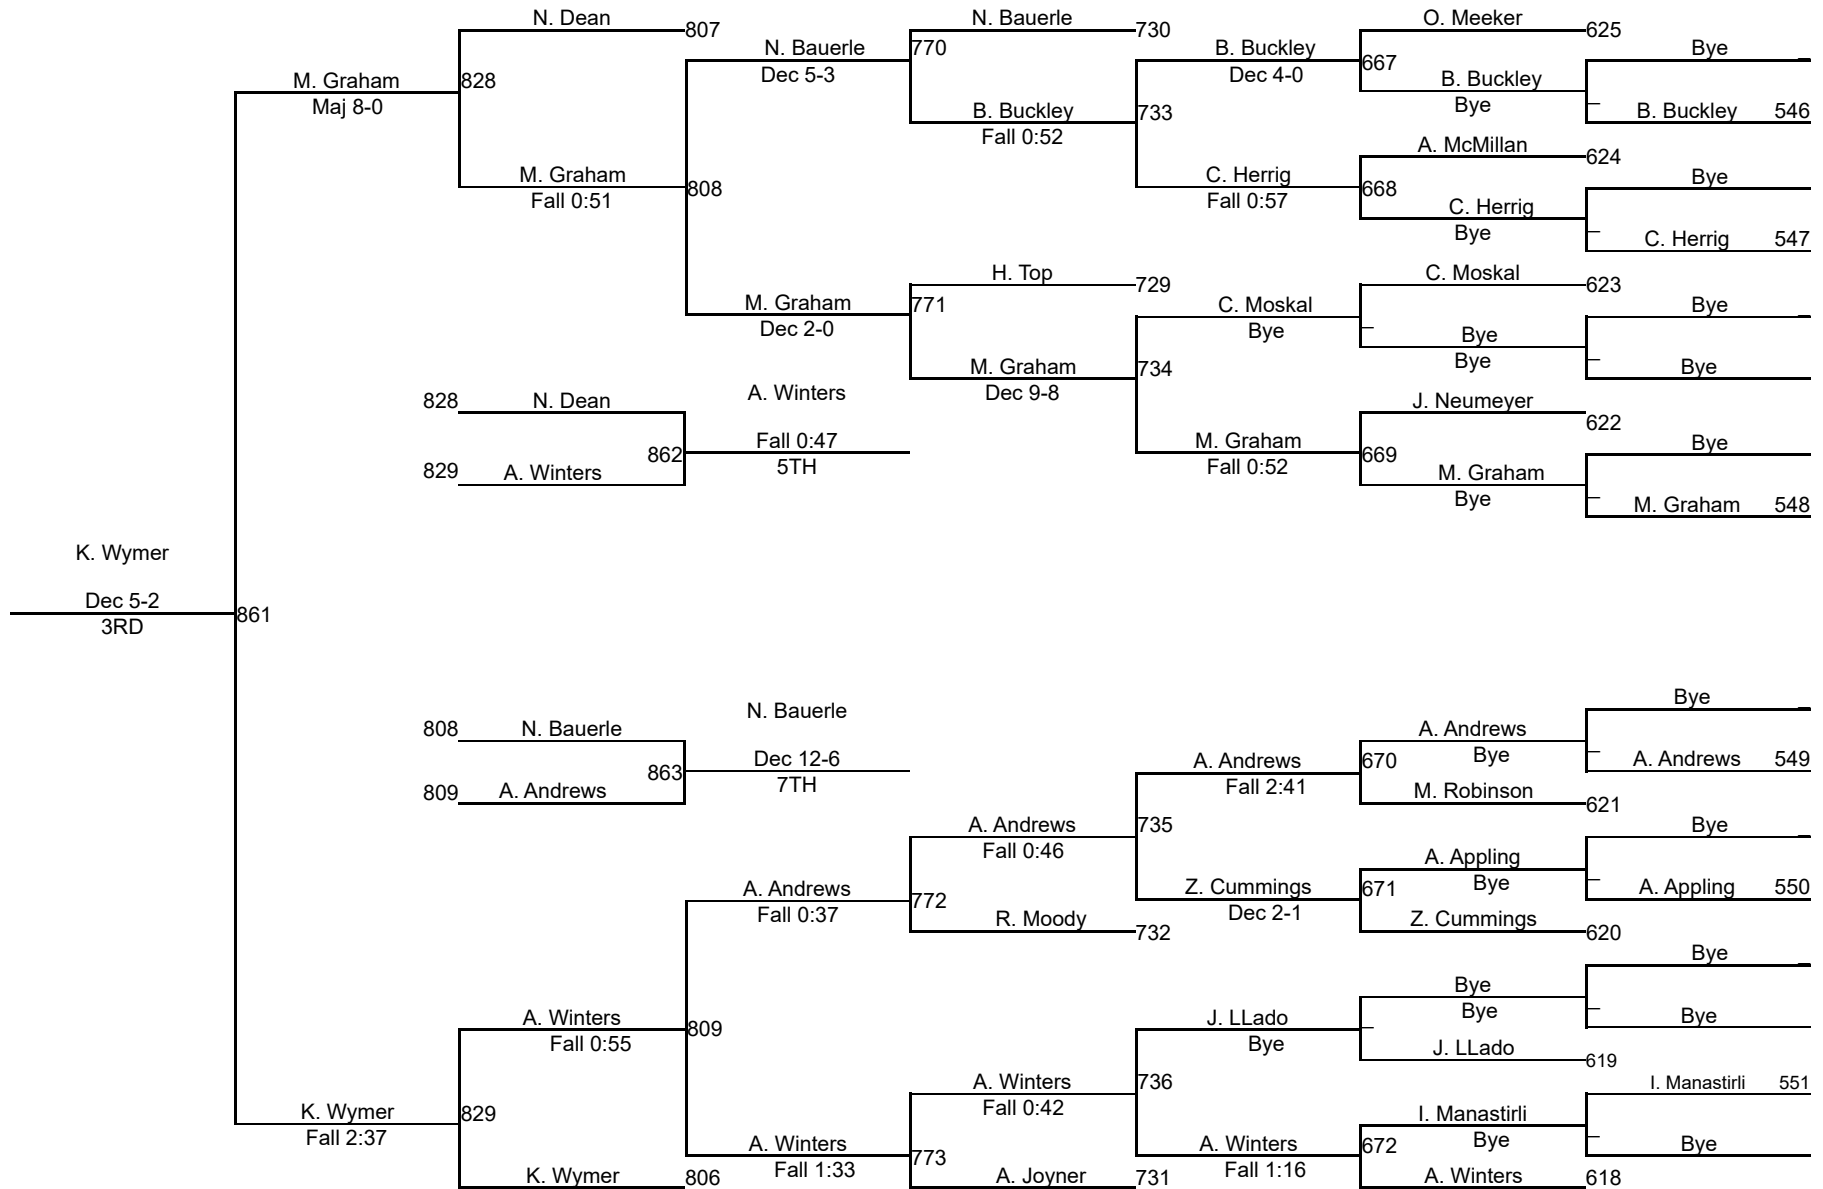 N. Dean
807
N. Bauerle
730
O. Meeker
625
Bye
M. Graham
Maj 8-0
828
N. Bauerle
Dec 5-3
770
B. Buckley
Dec 4-0
667
B. Buckley
Bye
B. Buckley 546
B. Buckley
Fall 0:52
733
A. McMillan
624
Bye
M. Graham
Fall 0:51
808
C. Herrig
Fall 0:57
668
C. Herrig
Bye
C. Herrig 547
H. Top
729
C. Moskal
623
Bye
M. Graham
Dec 2-0
771
C. Moskal
Bye
Bye
Bye
Bye
M. Graham
Dec 9-8
734
828
N. Dean
A. Winters
J. Neumeyer
622
Bye
862
Fall 0:47
5TH
M. Graham
Fall 0:52
669
829
A. Winters
M. Graham
Bye
M. Graham 548
K. Wymer
Dec 5-2
3RD
861
N. Bauerle
Bye
808
N. Bauerle
A. Andrews
Bye
863
Dec 12-6
7TH
A. Andrews
Fall 2:41
670
A. Andrews 549
809
A. Andrews
M. Robinson
621
A. Andrews
Fall 0:46
735
Bye
A. Appling
Bye
A. Andrews
Fall 0:37
772
Z. Cummings
Dec 2-1
671
A. Appling 550
R. Moody
732
Z. Cummings
620
Bye
Bye
Bye
A. Winters
Fall 0:55
809
J. LLado
Bye
Bye
J. LLado
619
A. Winters
Fall 0:42
736
I. Manastirli 551
K. Wymer
Fall 2:37
829
I. Manastirli
Bye
A. Winters
Fall 1:33
773
A. Winters
Fall 1:16
672
Bye
K. Wymer
806
A. Joyner
731
A. Winters
618